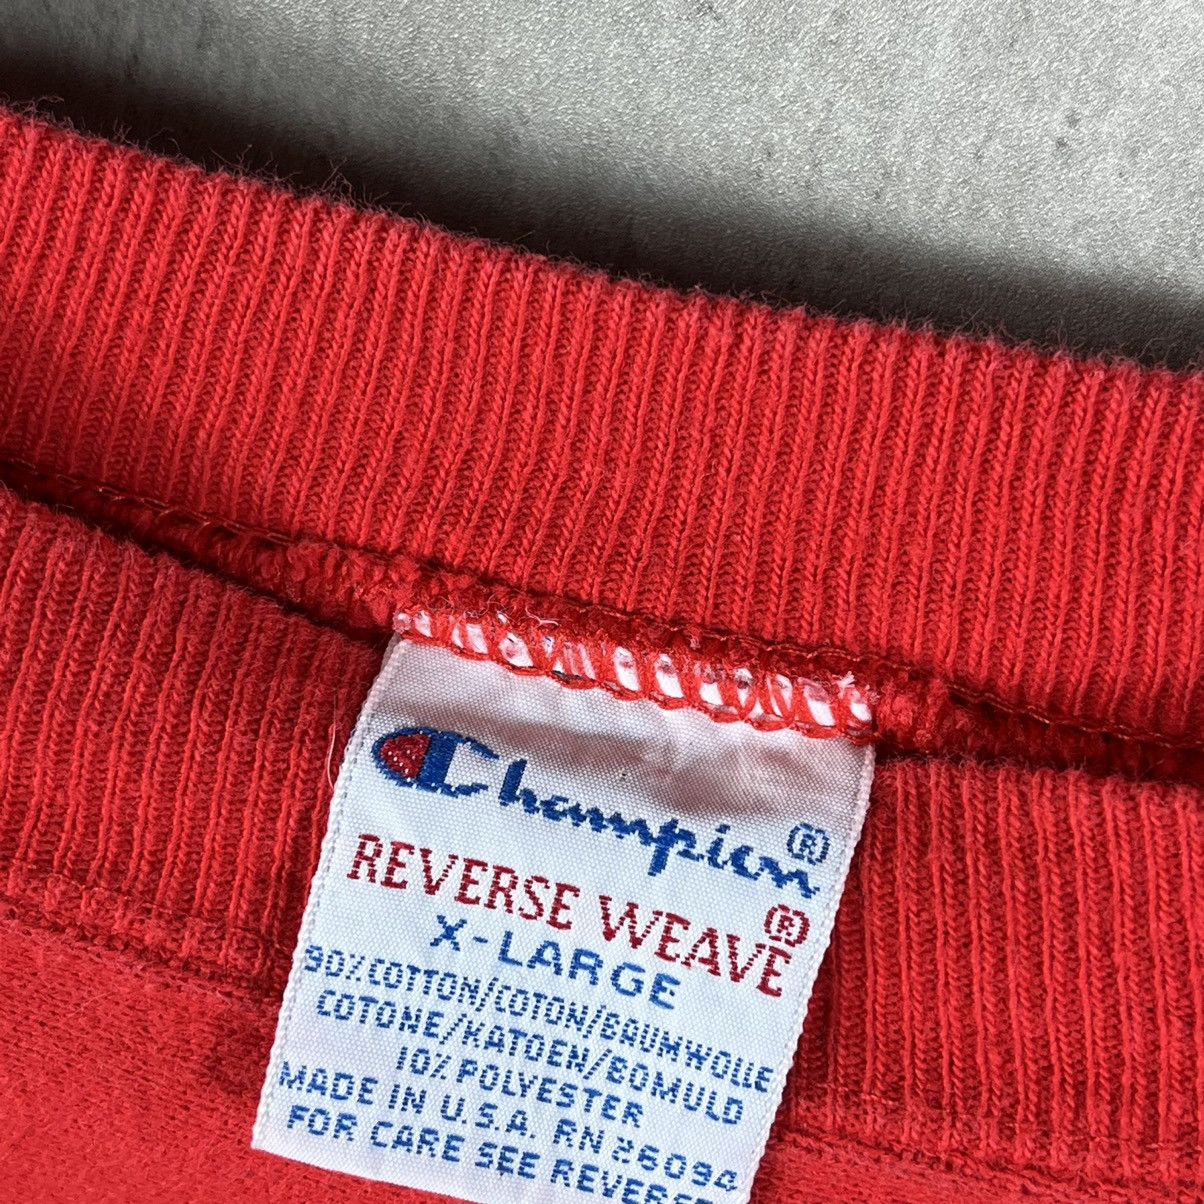 Champion®
REVERSE WEAVE®
X-LARGE
90% COTTON/COTON/BAUMWOLLE
COTONE/KATOEN/BOMULD
10% POLYESTER
MADE IN U.S.A. RN 26094
FOR CARE SEE REVERSE